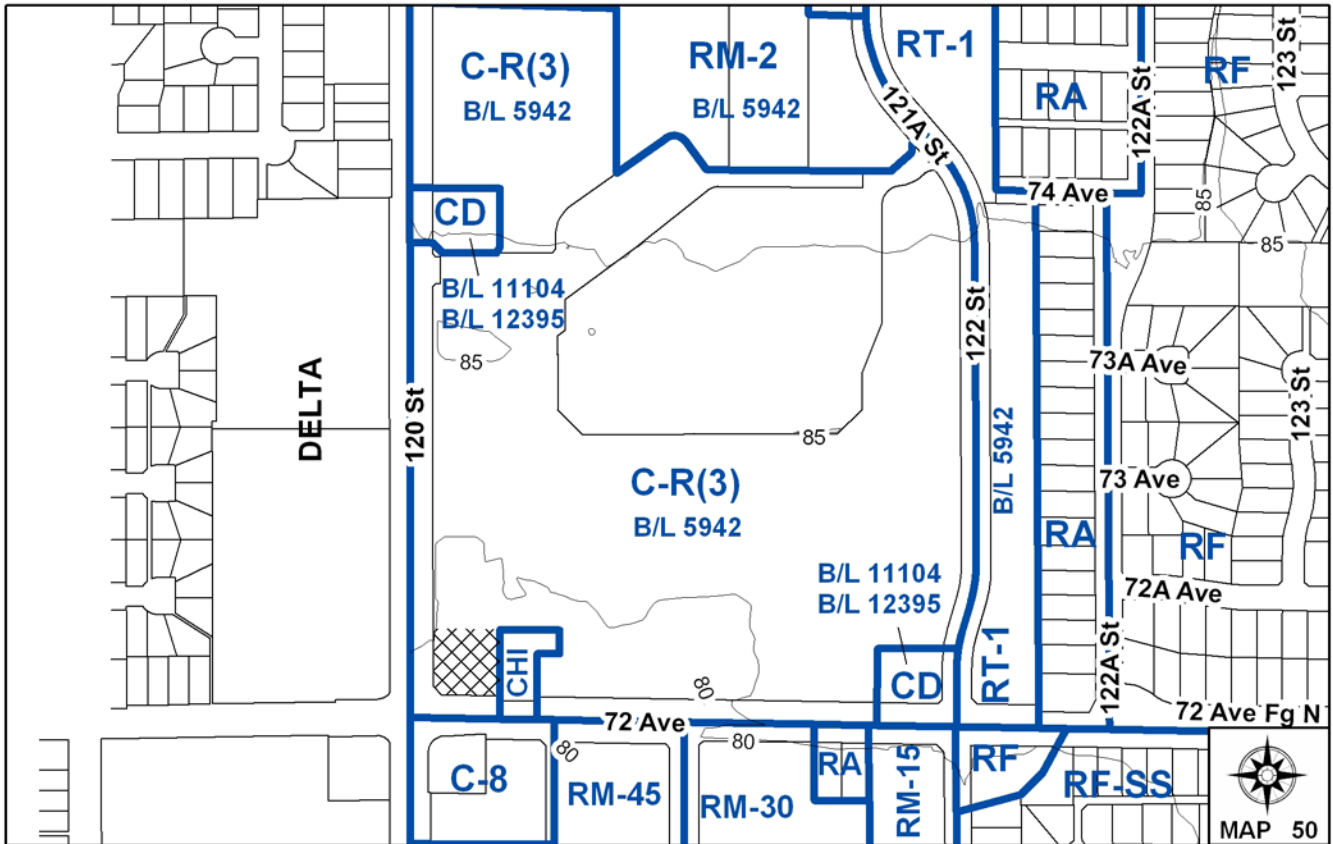 C-R(3)
B/L 5942
RM-2
B/L 5942
RT-1
121A St
RA
122A St
RF
123 St
74 Ave
85
85
CD
B/L 11104
B/L 12395
85
DELTA
120 St
122 St
B/L 5942
73A Ave
123 St
85
C-R(3)
B/L 5942
73 Ave
RA
RF
72A Ave
B/L 11104
B/L 12395
CHI
CD
RT-1
122A St
80
72 Ave
72 Ave Fg N
80
80
C-8
RM-45
RM-30
RA
RM-15
RF
RF-SS
MAP 50